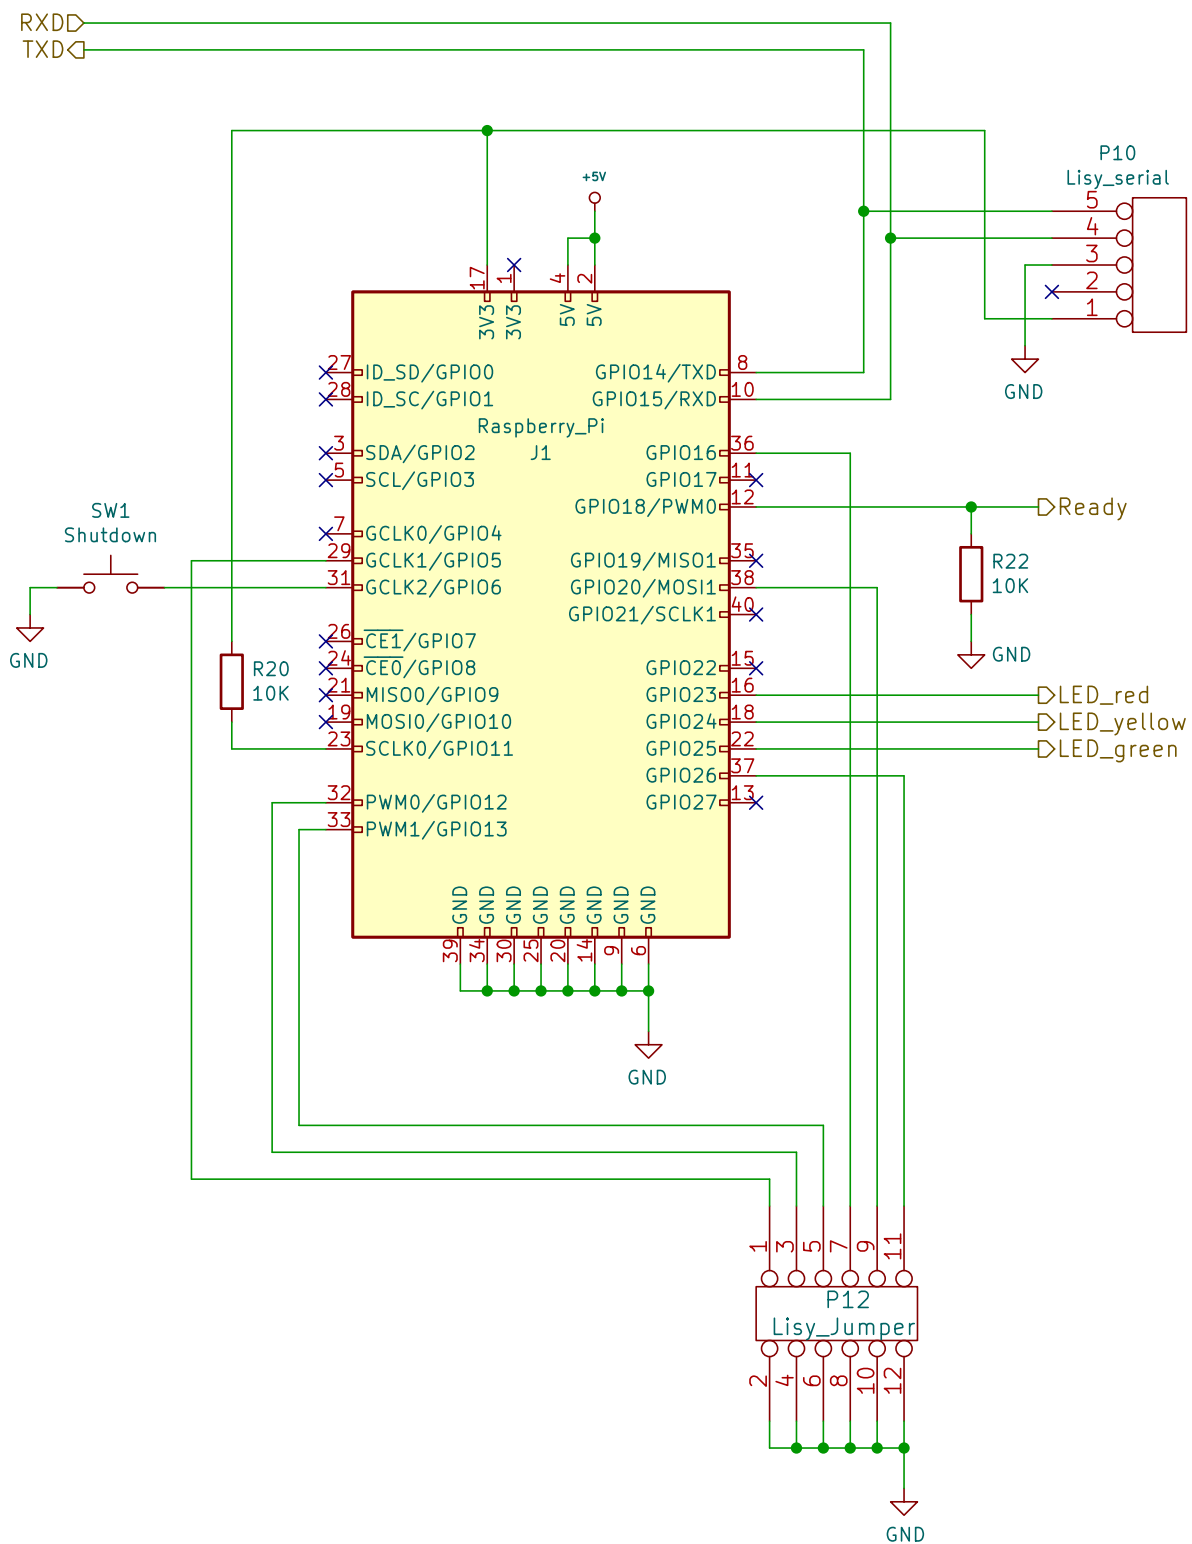 RXD
TXD
P10
Lisy_serial
+5V
5
4
3
2
1
17
1
4
2
3V3
3V3
5V
5V
GND
27
ID_SD/GPIO0
GPIO14/TXD
8
28
ID_SC/GPIO1
GPIO15/RXD
10
Raspberry_Pi
J1
3
SDA/GPIO2
GPIO16
36
5
SCL/GPIO3
GPIO17
11
GPIO18/PWM0
12
Ready
SW1
Shutdown
7
GCLK0/GPIO4
29
GCLK1/GPIO5
GPIO19/MISO1
35
R22
10K
31
GCLK2/GPIO6
GPIO20/MOSI1
38
GPIO21/SCLK1
40
GND
26
CE1/GPIO7
GND
24
CE0/GPIO8
GPIO22
15
R20
10K
21
MISO0/GPIO9
GPIO23
16
LED_red
19
MOSI0/GPIO10
GPIO24
18
LED_yellow
23
SCLK0/GPIO11
GPIO25
22
LED_green
GPIO26
37
32
PWM0/GPIO12
GPIO27
13
33
PWM1/GPIO13
GND
GND
GND
GND
GND
GND
GND
GND
39
34
30
25
20
14
9
6
GND
1
3
5
7
9
11
P12
Lisy_Jumper
2
4
6
8
10
12
GND